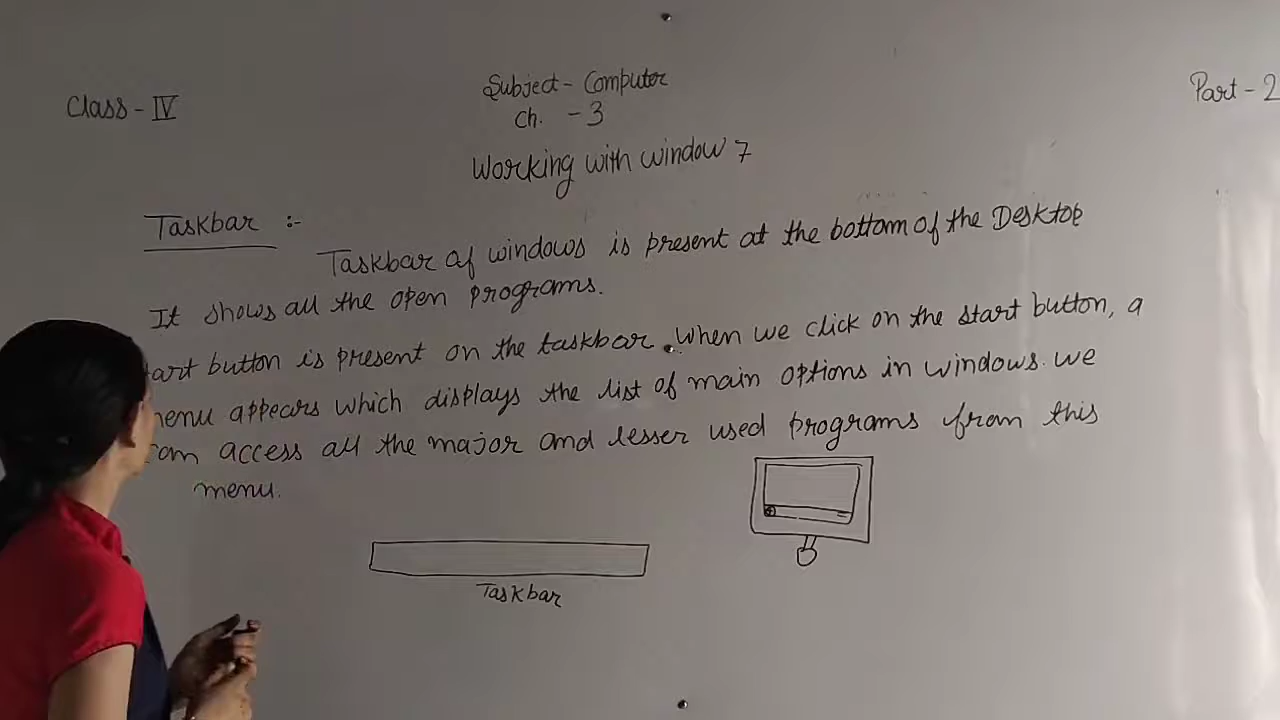 Class - IV
Subject - Computer
Part - 2
Ch. - 3
Working with window 7
Taskbar :-
Taskbar of windows is present at the bottom of the Desktop
It shows all the open programs.
art button is present on the taskbar. When we click on the start button, a
enu appears which displays the list of main options in windows. we
can access all the major and lesser used programs from this
menu.
Taskbar